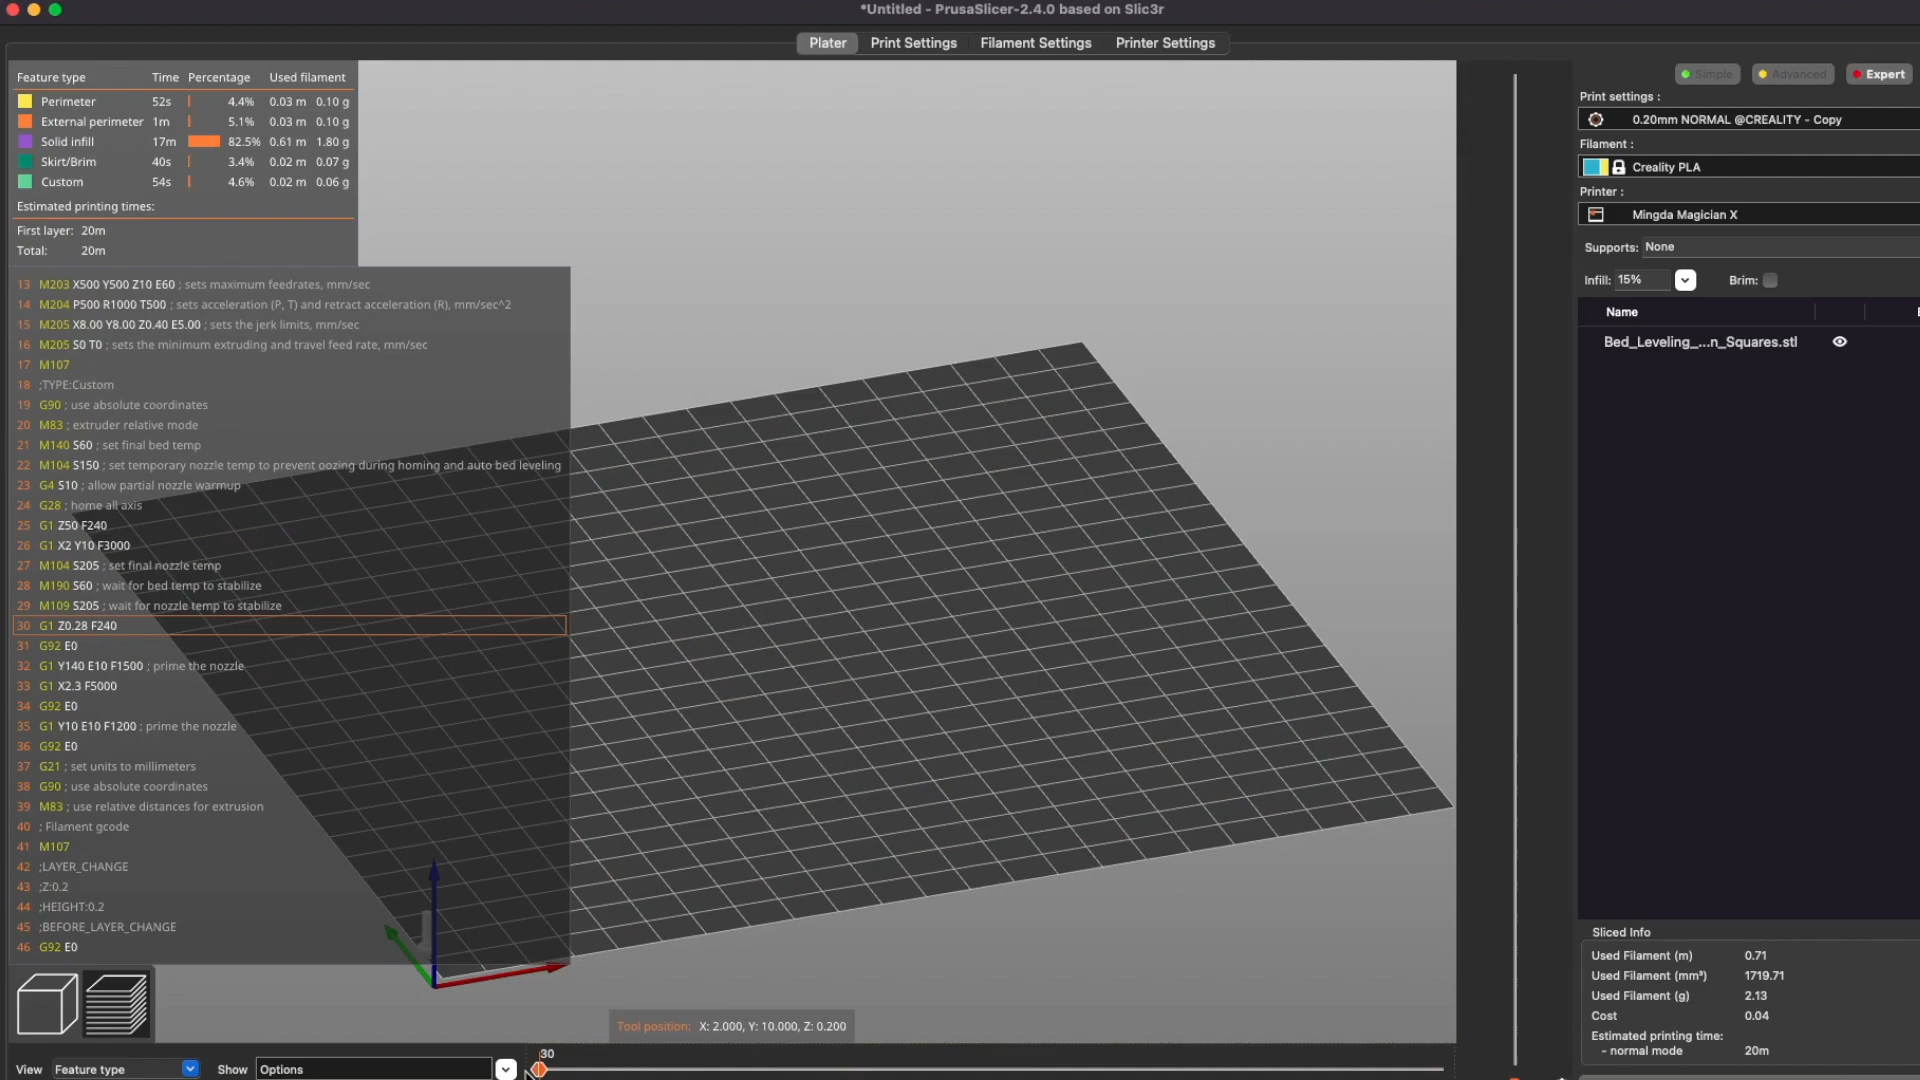 *Untitled - PrusaSlicer-2.4.0 based on Slic3r
Plater Print Settings Filament Settings Printer Settings
Feature type Time Percentage Used filament
Perimeter 52s 4.4% 0.03 m 0.10 g
External perimeter 1m 5.1% 0.03 m 0.10 g
Solid infill 17m 82.5% 0.61 m 1.80 g
Skirt/Brim 40s 3.4% 0.02 m 0.07 g
Custom 54s 4.6% 0.02 m 0.06 g
Estimated printing times:
First layer: 20m
Total: 20m
13 M203 X500 Y500 Z10 E60 ; sets maximum feedrates, mm/sec
14 M204 P500 R1000 T500 ; sets acceleration (P, T) and retract acceleration (R), mm/sec^2
15 M205 X8.00 Y8.00 Z0.40 E5.00 ; sets the jerk limits, mm/sec
16 M205 S0 T0 ; sets the minimum extruding and travel feed rate, mm/sec
17 M107
18 ;TYPE:Custom
19 G90 ; use absolute coordinates
20 M83 ; extruder relative mode
21 M140 S60 ; set final bed temp
22 M104 S150 ; set temporary nozzle temp to prevent oozing during homing and auto bed leveling
23 G4 S10 ; allow partial nozzle warmup
24 G28 ; home all axis
25 G1 Z50 F240
26 G1 X2 Y10 F3000
27 M104 S205 ; set final nozzle temp
28 M190 S60 ; wait for bed temp to stabilize
29 M109 S205 ; wait for nozzle temp to stabilize
30 G1 Z0.28 F240
31 G92 E0
32 G1 Y140 E10 F1500 ; prime the nozzle
33 G1 X2.3 F5000
34 G92 E0
35 G1 Y10 E10 F1200 ; prime the nozzle
36 G92 E0
37 G21 ; set units to millimeters
38 G90 ; use absolute coordinates
39 M83 ; use relative distances for extrusion
40 ; Filament gcode
41 M107
42 ;LAYER_CHANGE
43 ;Z:0.2
44 ;HEIGHT:0.2
45 ;BEFORE_LAYER_CHANGE
46 G92 E0
Tool position: X: 2.000, Y: 10.000, Z: 0.200
30
View Feature type Show Options
Simple Advanced Expert
Print settings :
0.20mm NORMAL @CREALITY - Copy
Filament :
Creality PLA
Printer :
Mingda Magician X
Supports: None
Infill: 15% Brim:
Name
Bed_Leveling_...n_Squares.stl
Sliced Info
Used Filament (m) 0.71
Used Filament (mm³) 1719.71
Used Filament (g) 2.13
Cost 0.04
Estimated printing time:
- normal mode 20m